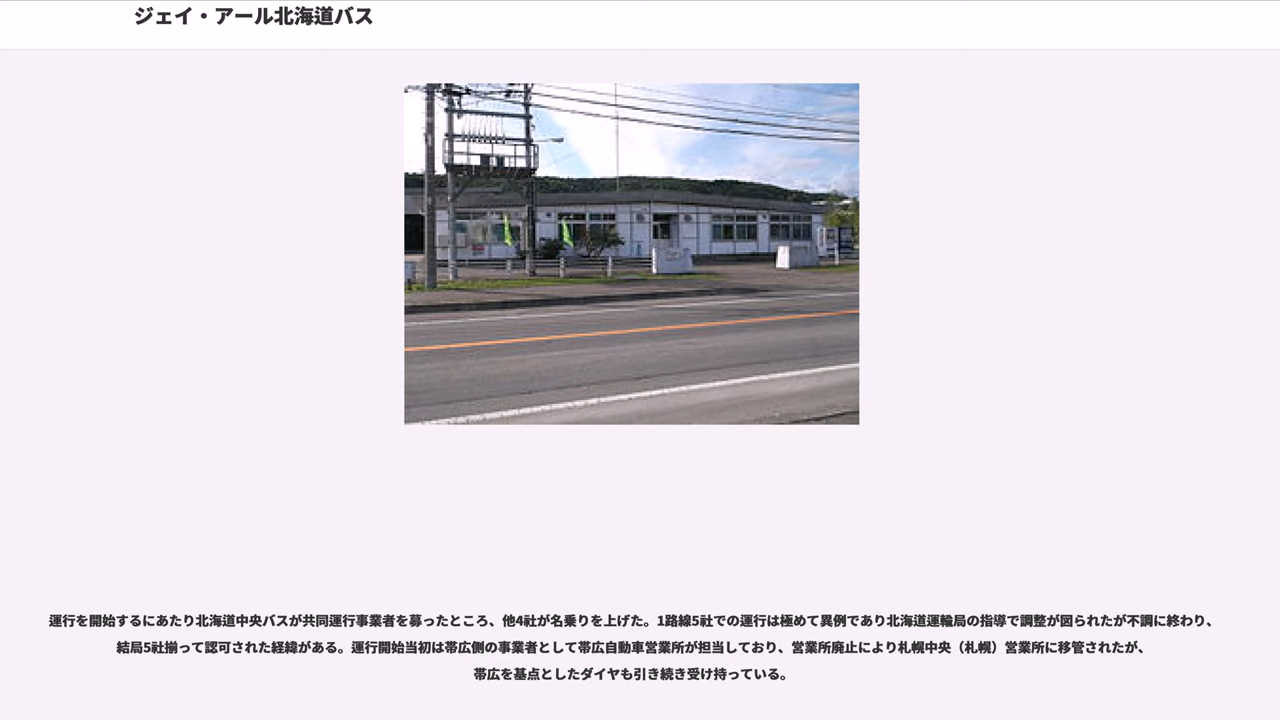 ジェイ・アール北海道バス
運行を開始するにあたり北海道中央バスが共同運行事業者を募ったところ、他4社が名乗りを上げた。1路線5社での運行は極めて異例であり北海道運輸局の指導で調整が図られたが不調に終わり、
結局5社揃って認可された経緯がある。運行開始当初は帯広側の事業者として帯広自動車営業所が担当しており、営業所廃止により札幌中央（札幌）営業所に移管されたが、
帯広を基点としたダイヤも引き続き受け持っている。